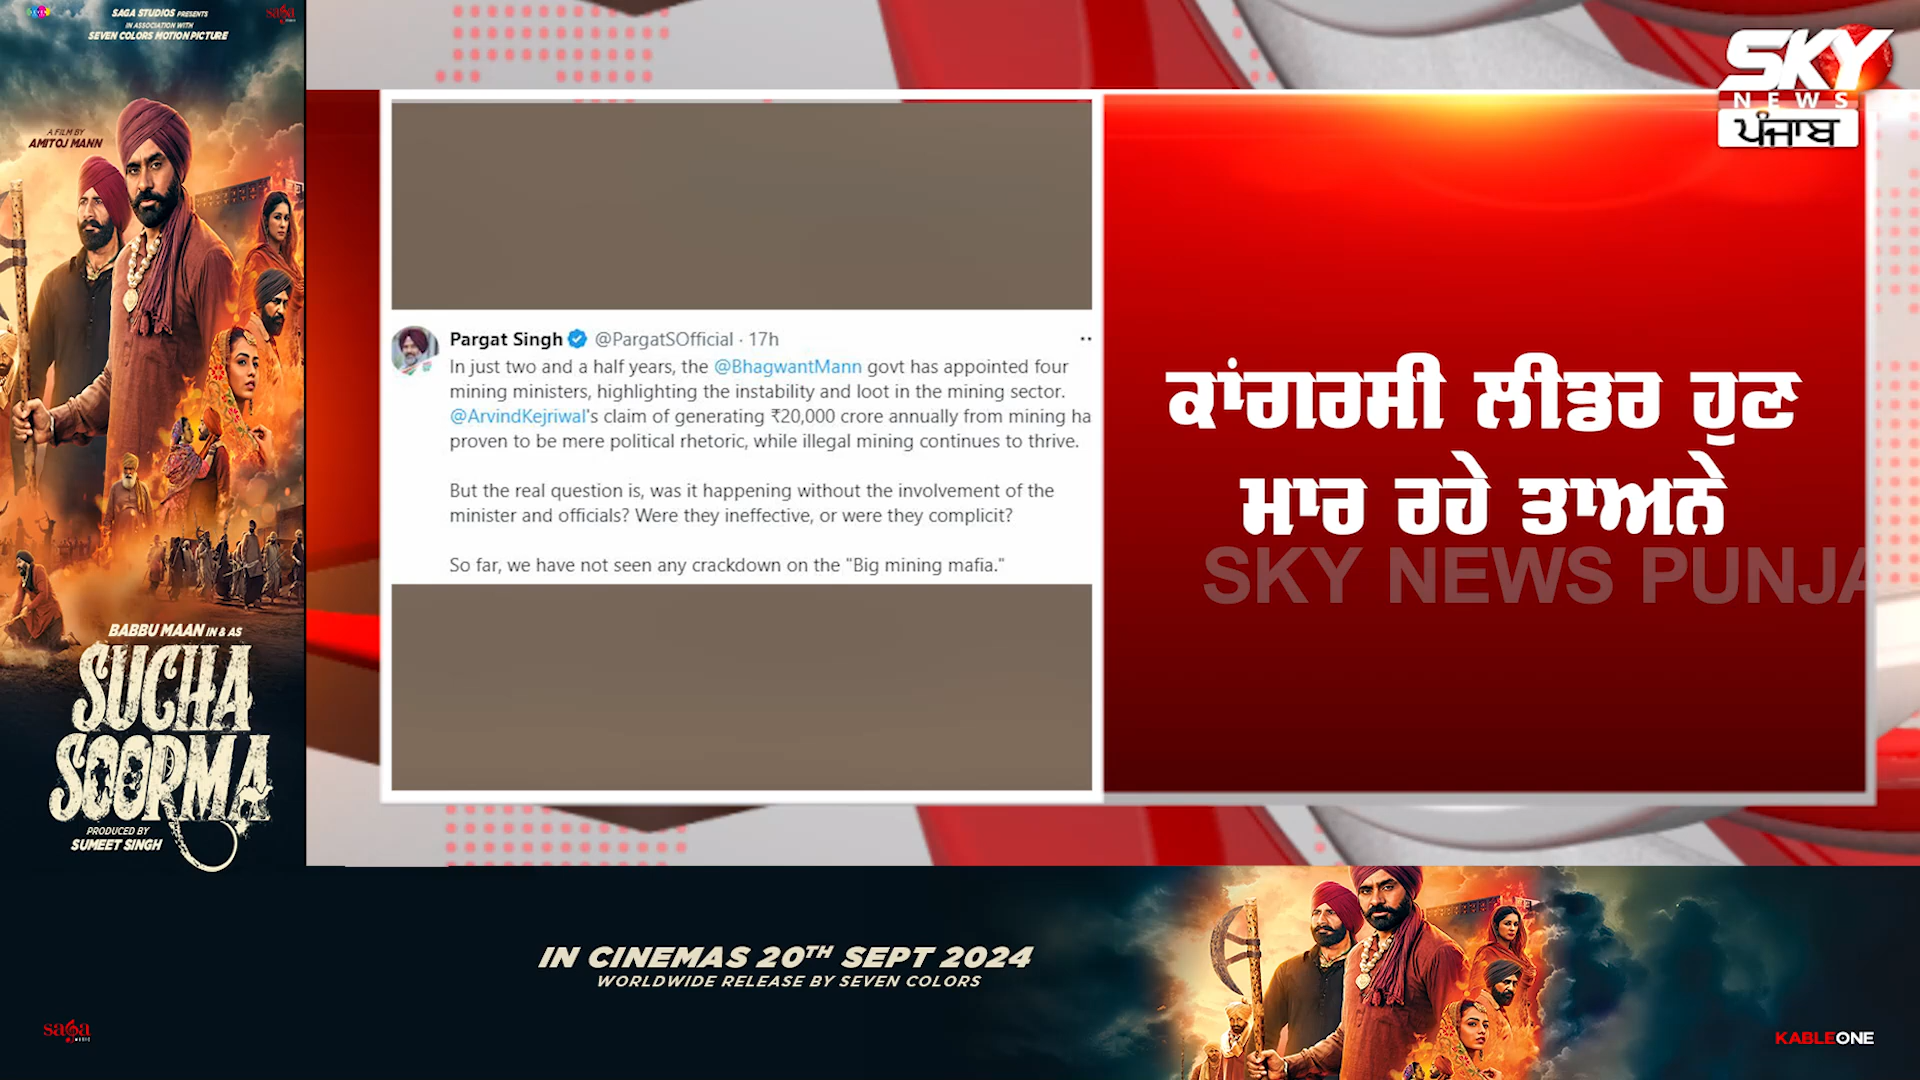 SAGA STUDIOS PRESENTS
IN ASSOCIATION WITH
SEVEN COLORS MOTION PICTURE
saga
A FILM BY
AMITOJ MANN
BABBU MAAN IN & AS
SUCHA
SOORMA
PRODUCED BY
SUMEET SINGH
Pargat Singh @PargatSOfficial · 17h
In just two and a half years, the @BhagwantMann govt has appointed four
mining ministers, highlighting the instability and loot in the mining sector.
@ArvindKejriwal's claim of generating ₹20,000 crore annually from mining ha
proven to be mere political rhetoric, while illegal mining continues to thrive.
But the real question is, was it happening without the involvement of the
minister and officials? Were they ineffective, or were they complicit?
So far, we have not seen any crackdown on the "Big mining mafia."
SKY
NEWS
ਪੰਜਾਬ
ਕਾਂਗਰਸੀ ਲੀਡਰ ਹੁਣ
ਮਾਰ ਰਹੇ ਤਾਅਨੇ
SKY NEWS PUNJA
IN CINEMAS 20TH SEPT 2024
WORLDWIDE RELEASE BY SEVEN COLORS
saga
MUSIC
KABLEONE